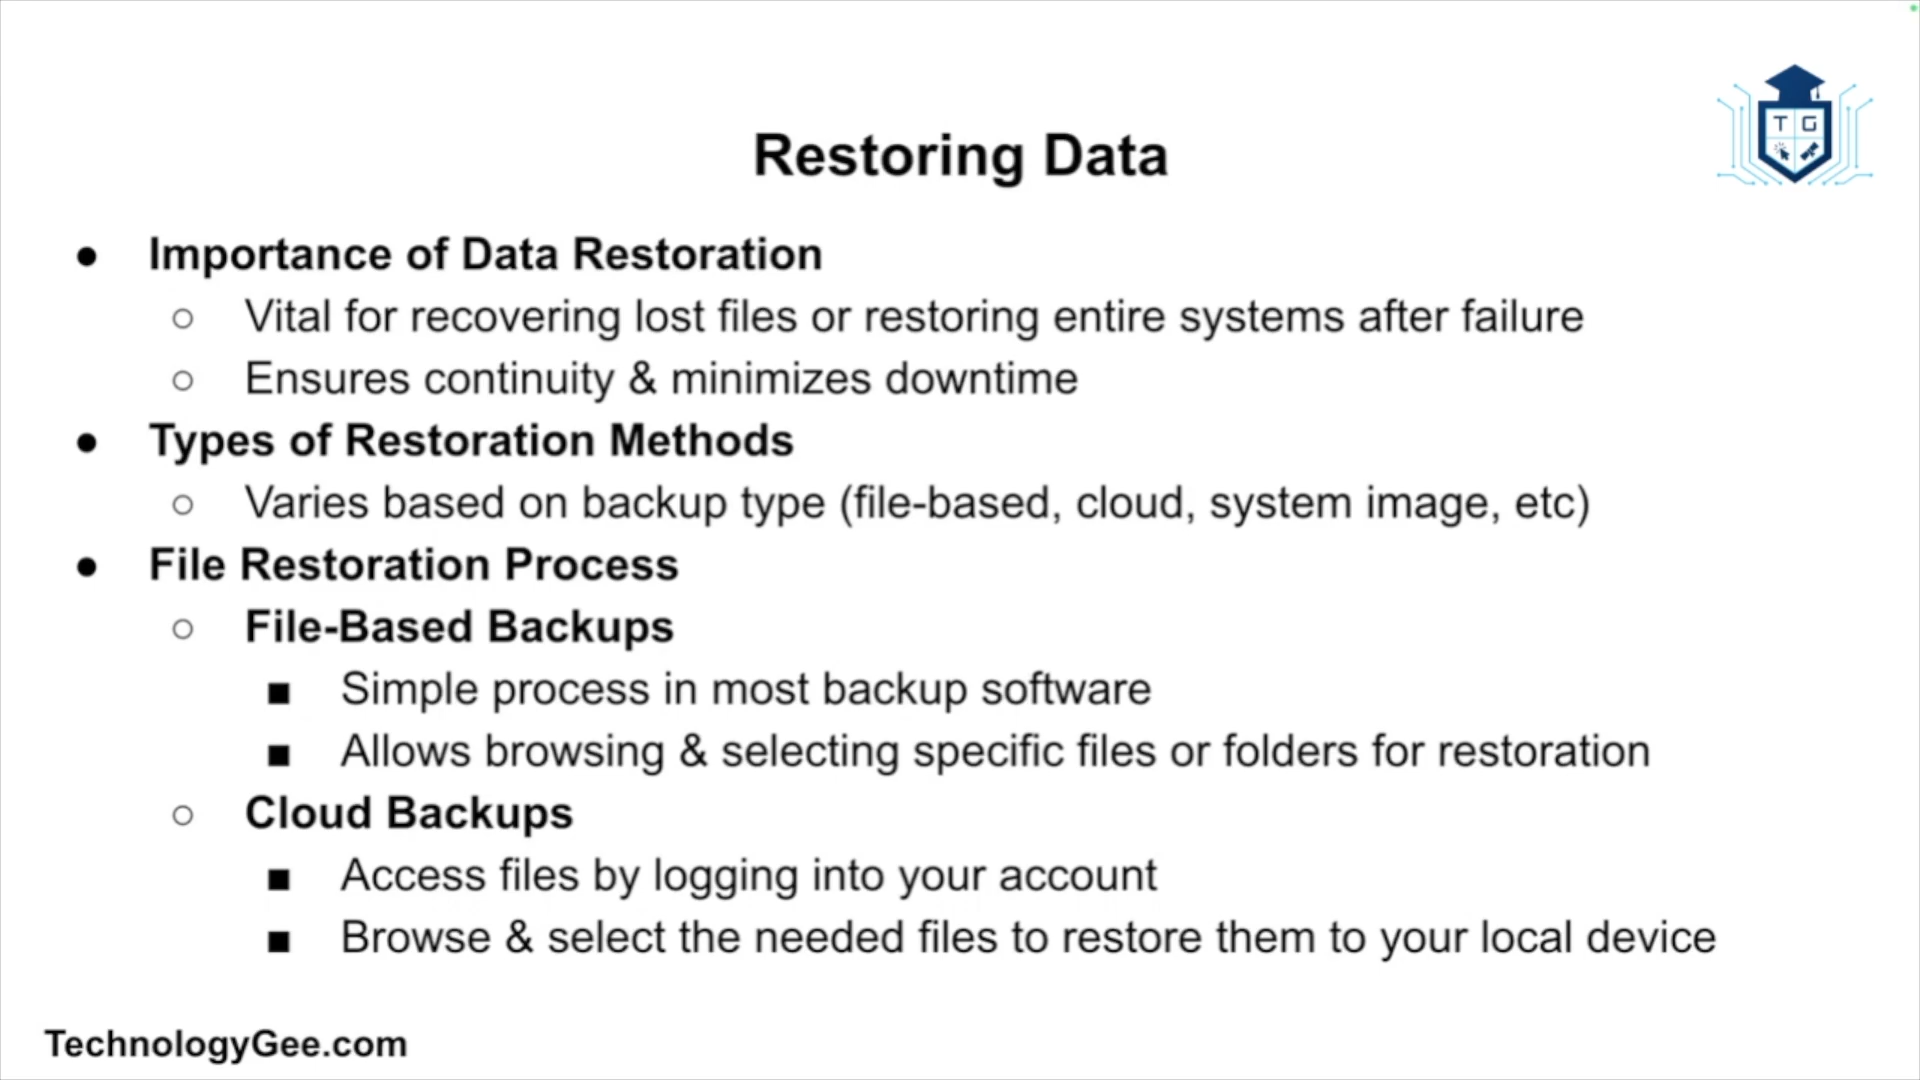 T G
Restoring Data
● Importance of Data Restoration
○ Vital for recovering lost files or restoring entire systems after failure
○ Ensures continuity & minimizes downtime
● Types of Restoration Methods
○ Varies based on backup type (file-based, cloud, system image, etc)
● File Restoration Process
○ File-Based Backups
■ Simple process in most backup software
■ Allows browsing & selecting specific files or folders for restoration
○ Cloud Backups
■ Access files by logging into your account
■ Browse & select the needed files to restore them to your local device
TechnologyGee.com